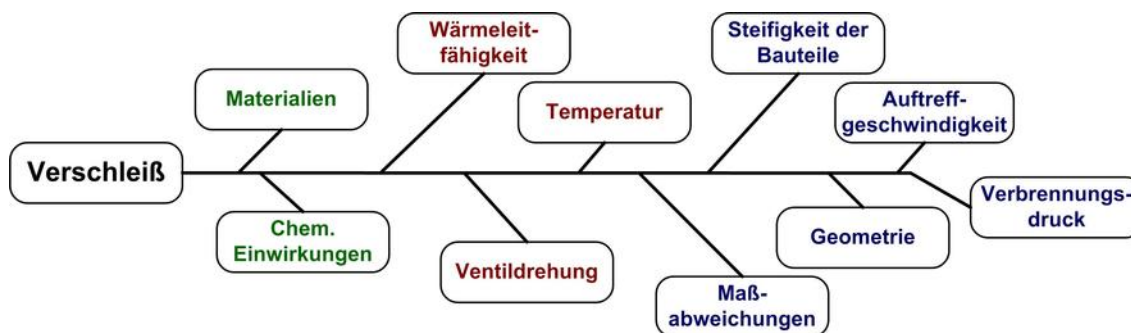 Wärmeleit-
fähigkeit
Steifigkeit der
Bauteile
Materialien
Temperatur
Auftreff-
geschwindigkeit
Verschleiß
Verbrennungs-
druck
Chem.
Einwirkungen
Ventildrehung
Geometrie
Maß-
abweichungen